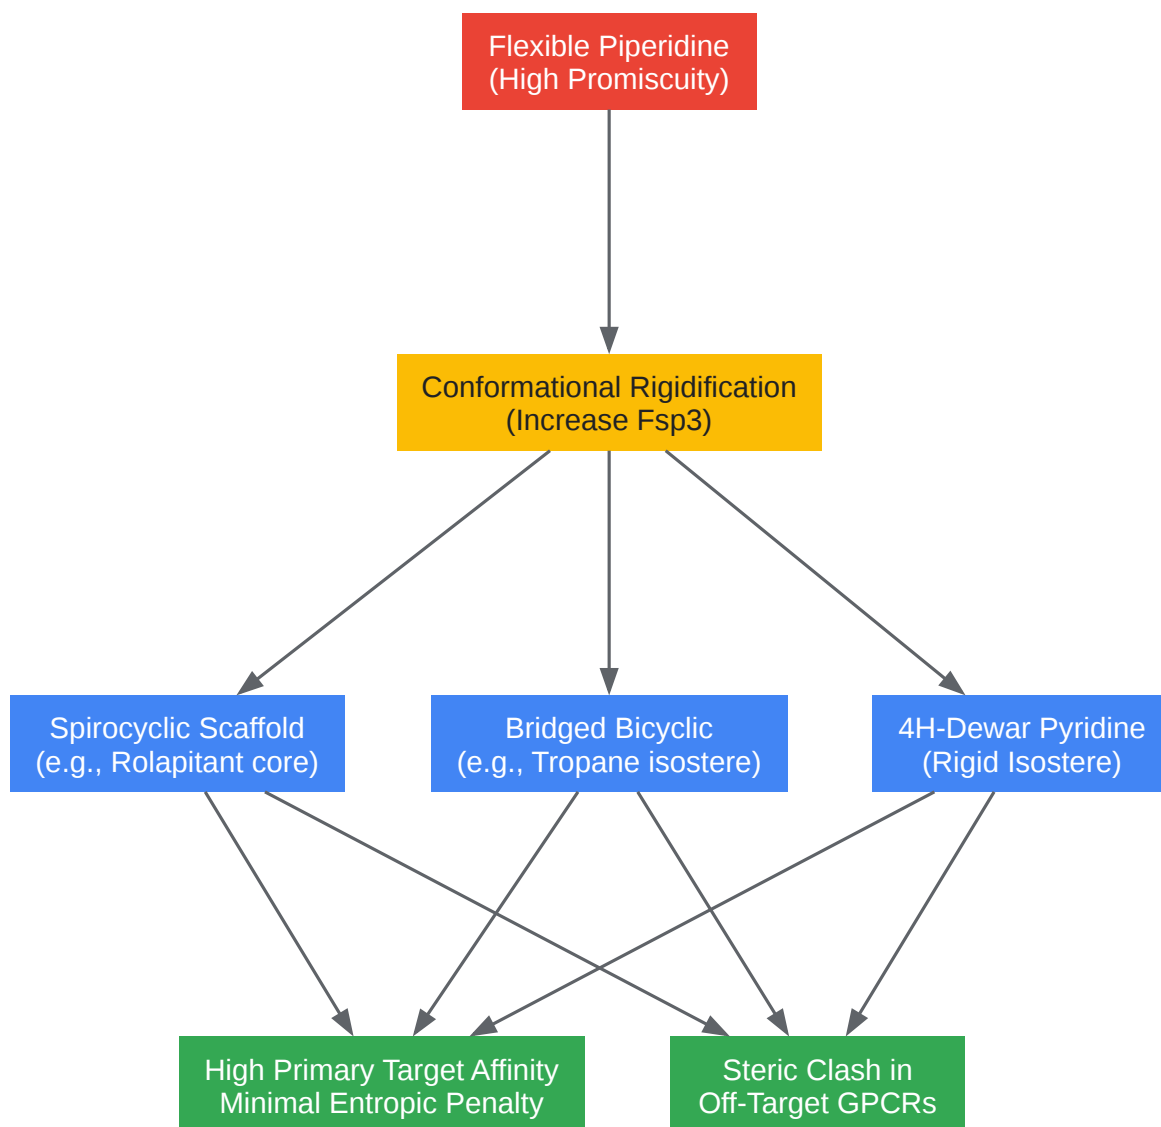 Flexible Piperidine
(High Promiscuity)
Conformational Rigidification
(Increase Fsp3)
Spirocyclic Scaffold
(e.g., Rolapitant core)
Bridged Bicyclic
(e.g., Tropane isostere)
4H-Dewar Pyridine
(Rigid Isostere)
High Primary Target Affinity
Minimal Entropic Penalty
Steric Clash in
Off-Target GPCRs